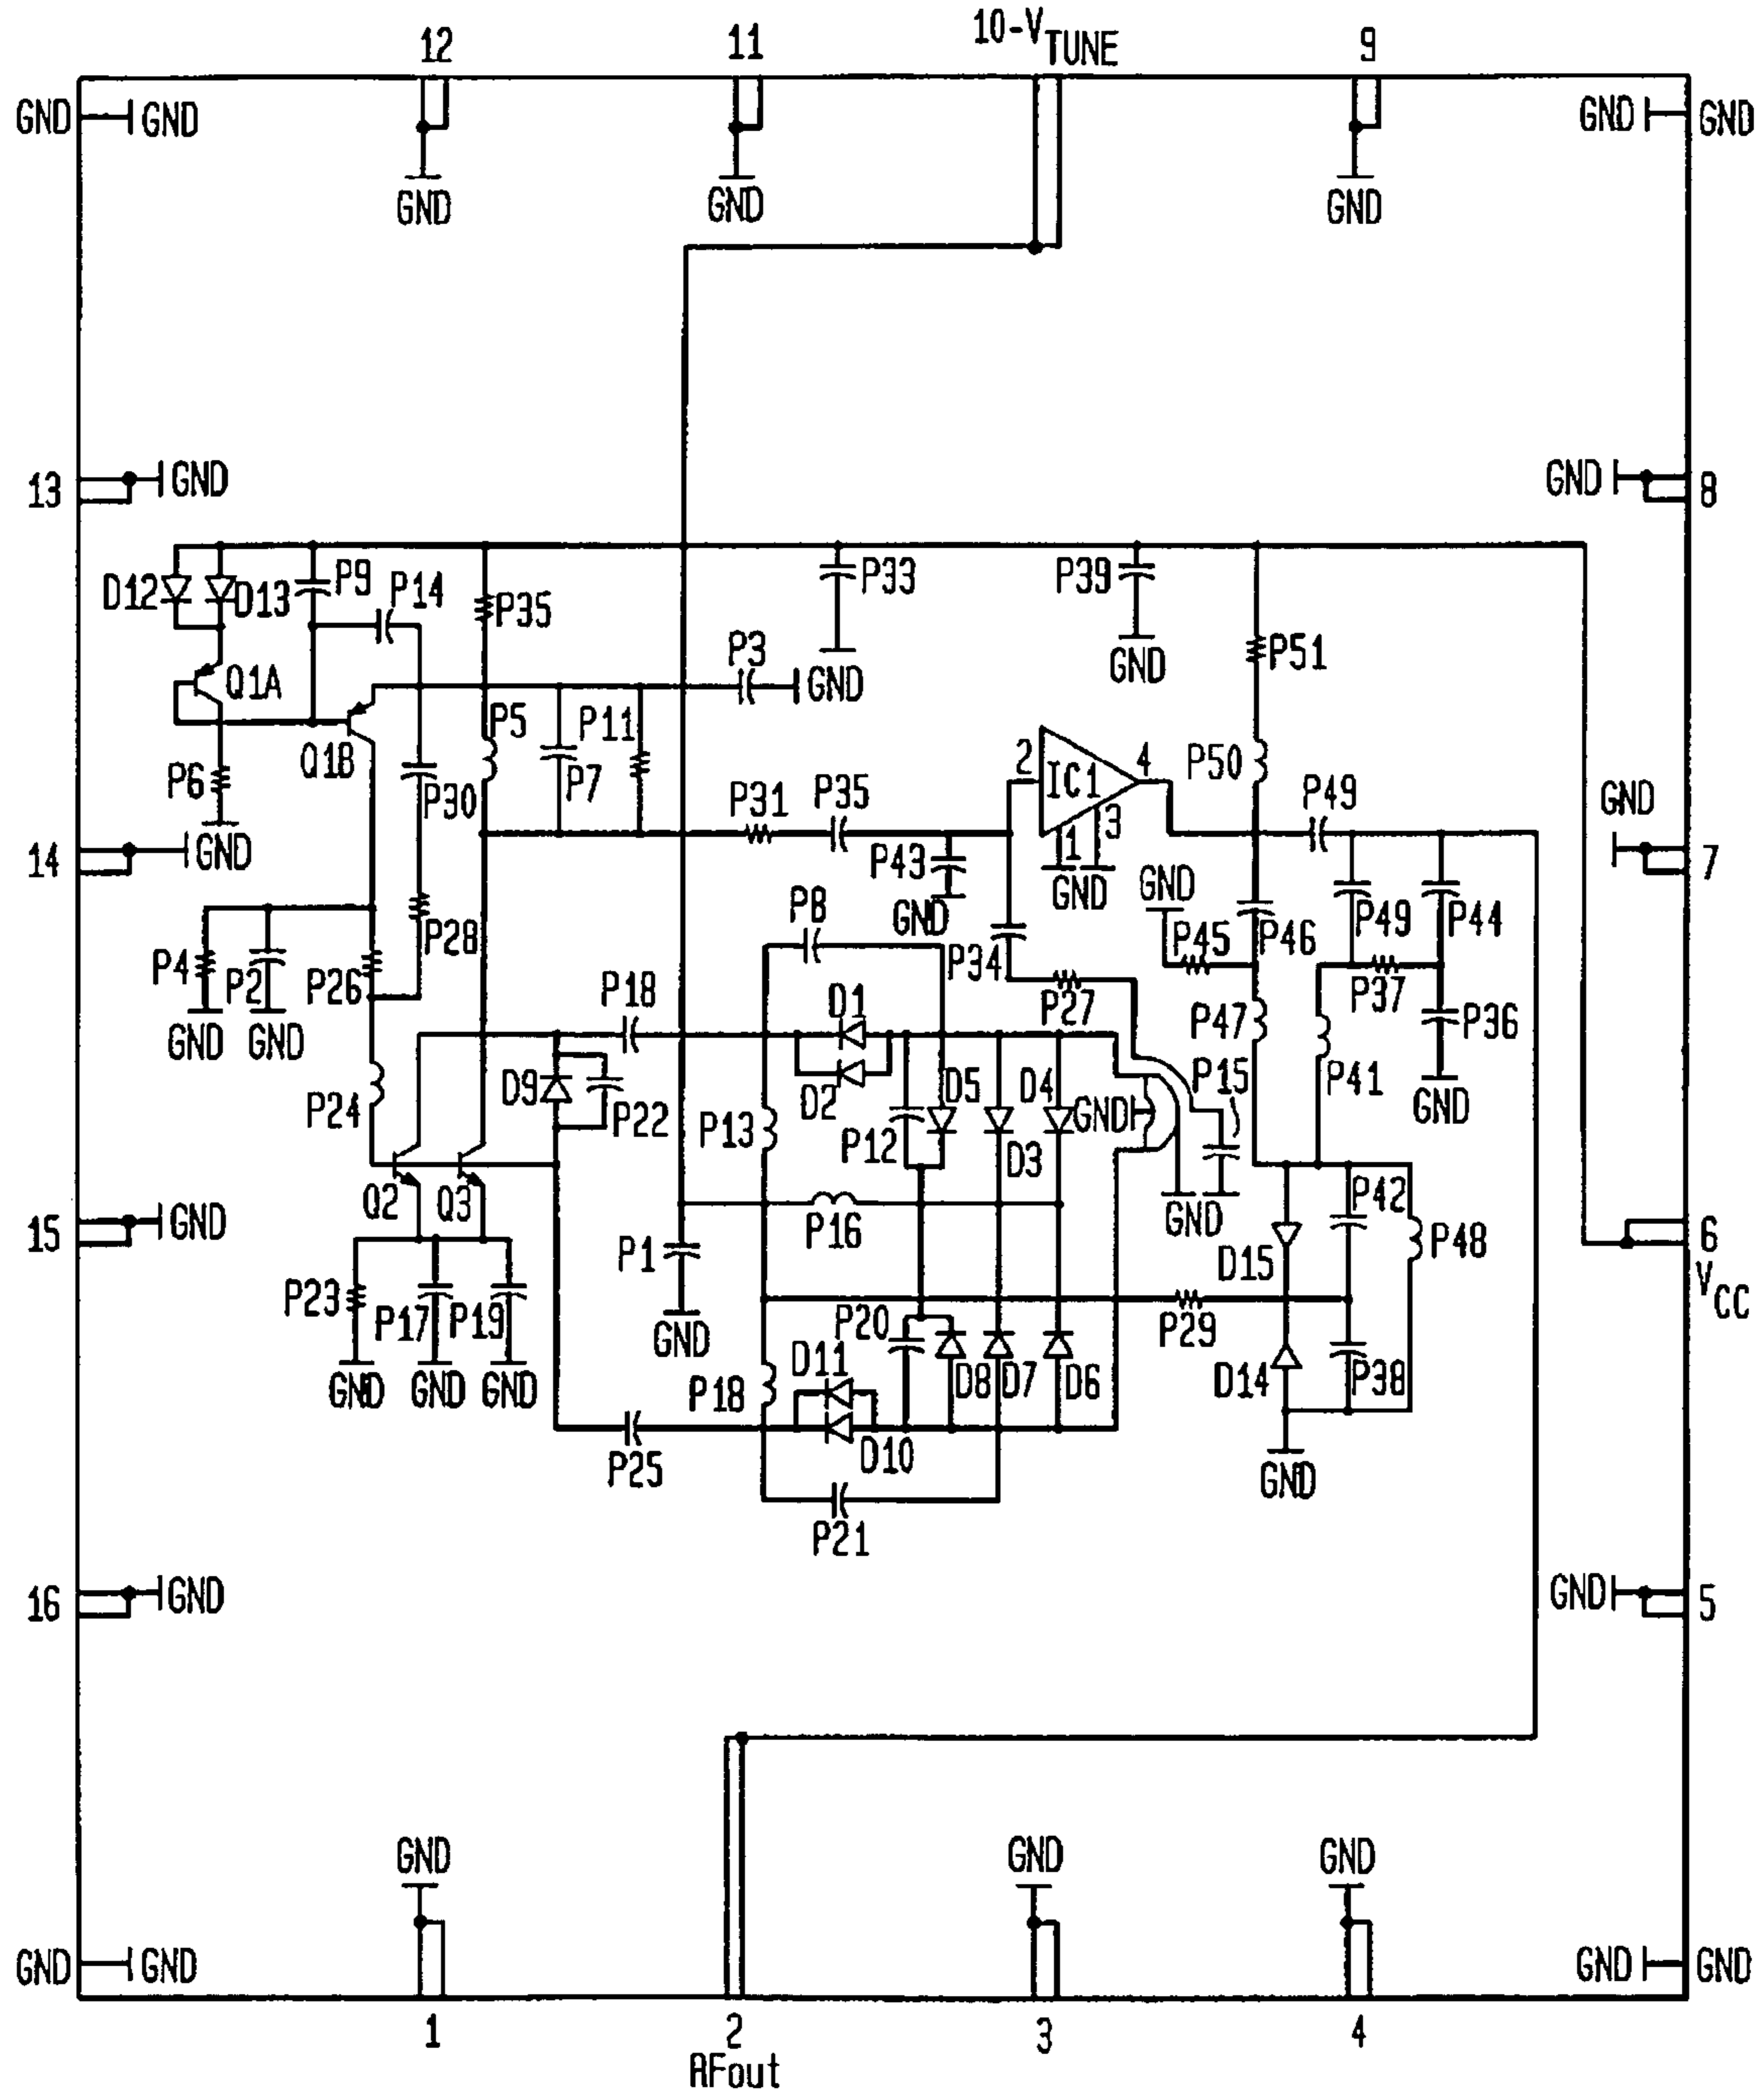 10-VTUNE
12
11
9
GND
GND
GND
GND
GND
GND
GND
13
GND
GND
8
D12
D13
P9
P14
P35
P33
P39
P51
Q1A
P3
GND
GND
Q1B
P5
P11
P7
P6
P30
P31
P35
2
IC1
4
1
3
P50
P49
GND
14
GND
GND
P43
GND
GND
GND
7
P4
P2
P26
P28
P8
P34
P45
P46
P49
P44
GND
GND
P18
D1
P27
P47
P37
P36
P24
D9
P22
P13
D2
P12
D5
D4
D3
GND
P15
P41
GND
Q2
Q3
15
GND
P1
P16
GND
D15
P42
P48
6
VCC
P23
P17
P19
GND
P20
P29
GND
GND
GND
P18
D11
D10
D8
D7
D6
D14
P38
P25
P21
GND
16
GND
GND
5
GND
GND
GND
GND
GND
GND
GND
1
2
3
4
RFout